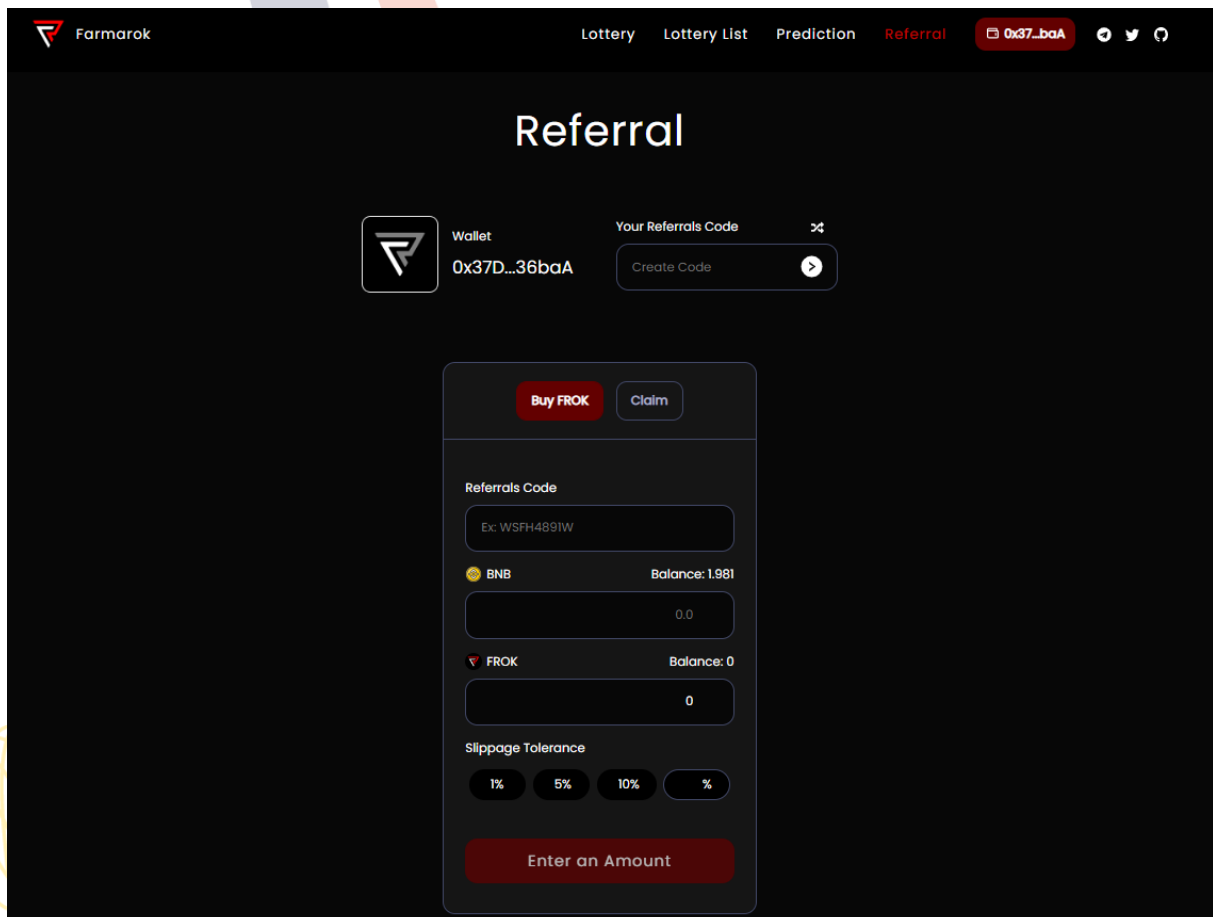 Farmarok Lottery Lottery List Prediction Referral 0x37...baA
Referral
Wallet
0x37D...36baA
Your Referrals Code
Create Code
Buy FROK Claim
Referrals Code
Ex: WSFH4891W
BNB Balance: 1.981
0.0
FROK Balance: 0
0
Slippage Tolerance
1% 5% 10% %
Enter an Amount